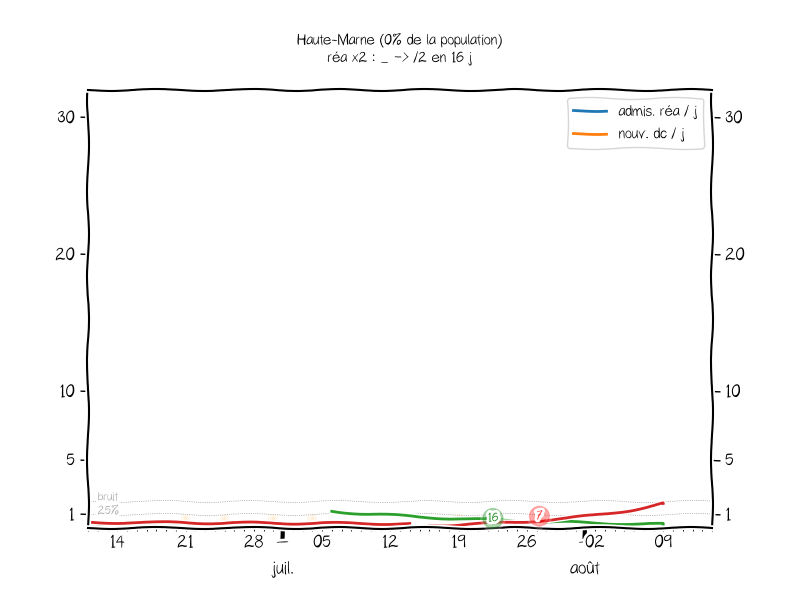 Haute-Marne (0% de la population)
réa x2 : _ -> /2 en 16 j
admis. réa / j
nouv. dc / j
30
30
20
20
10
10
5
5
bruit
25%
1
1
16
7
14 21 28 05 12 19 26 02 09
juil. août